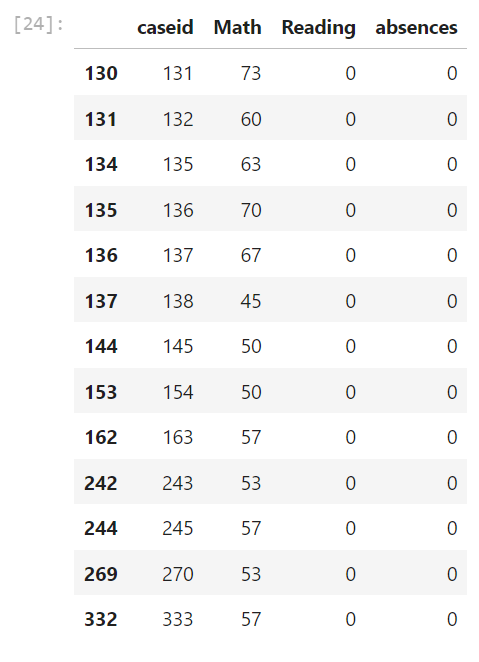 [24]:
caseid Math Reading absences
130 131 73 0 0
131 132 60 0 0
134 135 63 0 0
135 136 70 0 0
136 137 67 0 0
137 138 45 0 0
144 145 50 0 0
153 154 50 0 0
162 163 57 0 0
242 243 53 0 0
244 245 57 0 0
269 270 53 0 0
332 333 57 0 0